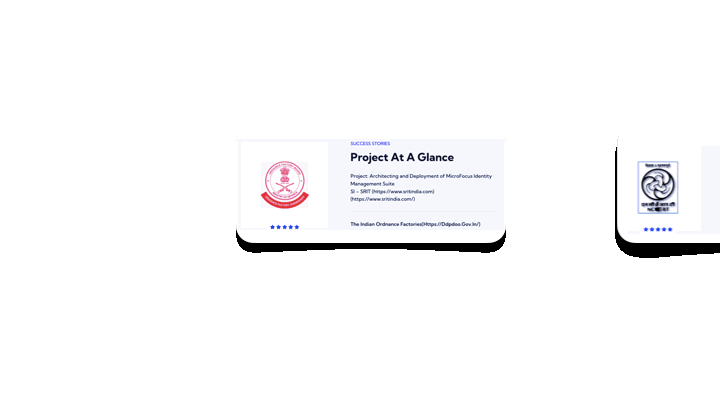 SUCCESS STORIES
Project At A Glance
Project: Architecting and Deployment of MicroFocus Identity
Management Suite
SI – SRIT (https://www.sritindia.com)
(https://www.sritindia.com/)
The Indian Ordnance Factories(Https://Ddpdoo.Gov.In/)